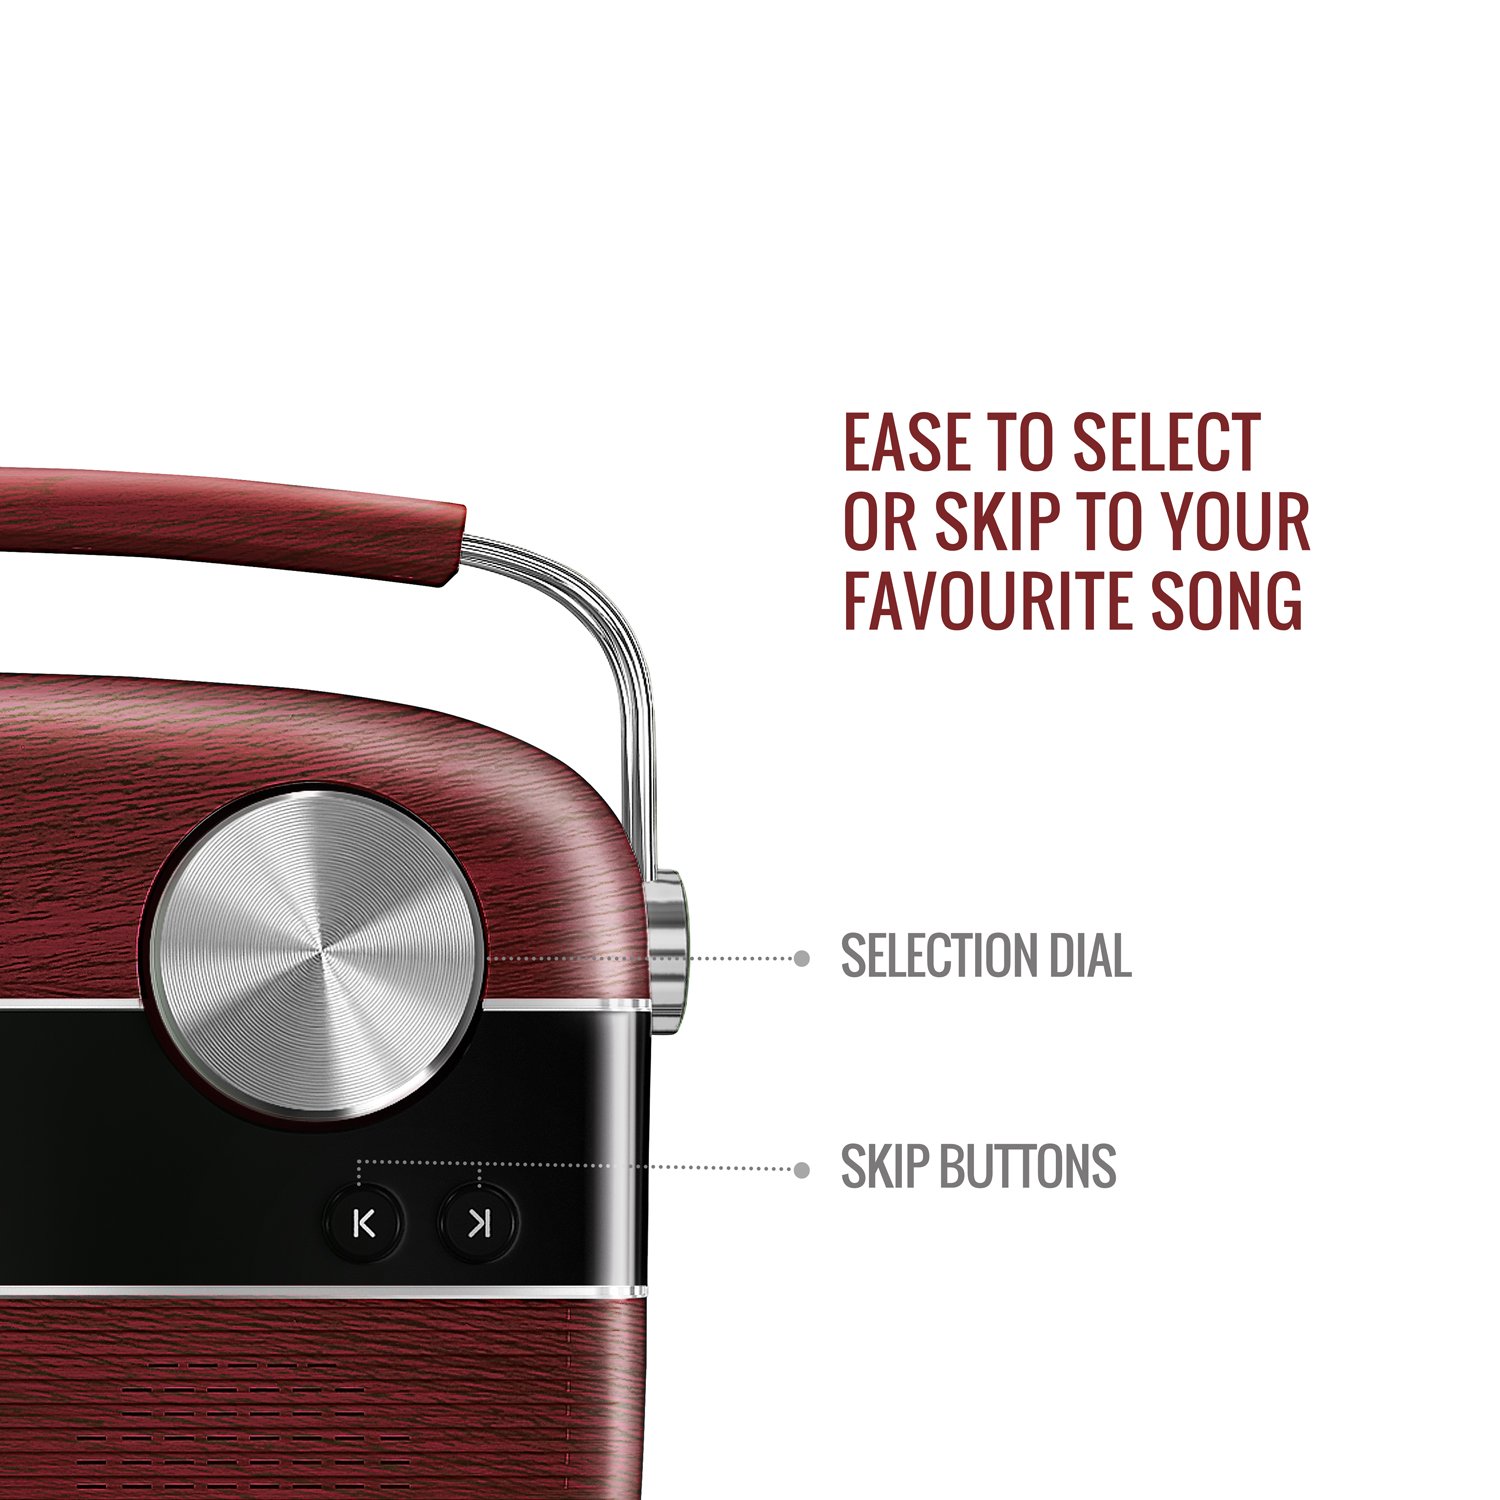 EASE TO SELECT
OR SKIP TO YOUR
FAVOURITE SONG
SELECTION DIAL
SKIP BUTTONS